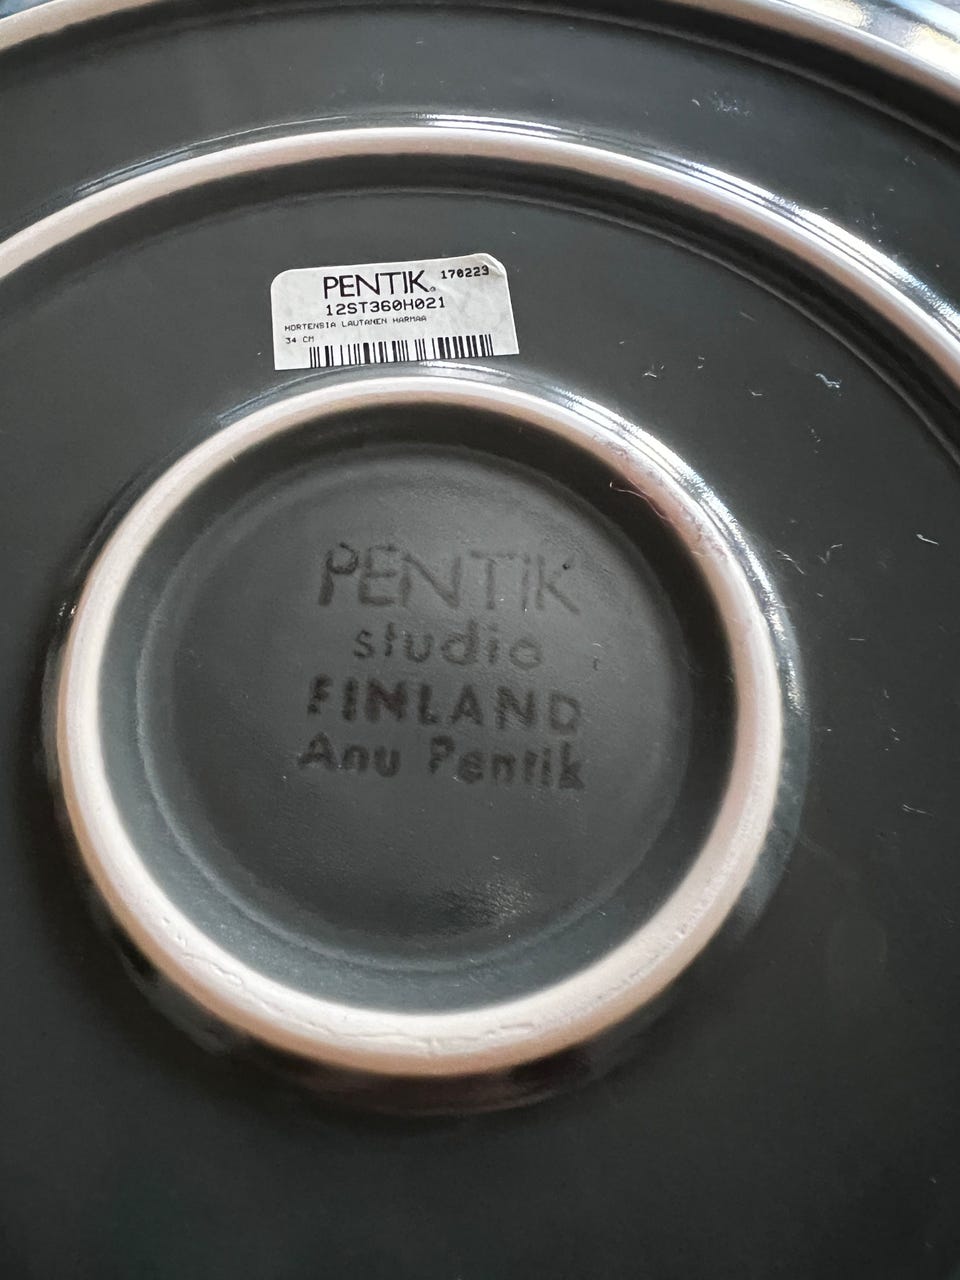 PENTIK® 170223
12ST360H021
HORTENSIA LAUTANEN HARMAA
34 CM
PENTIK
studio
FINLAND
Anu Pentik